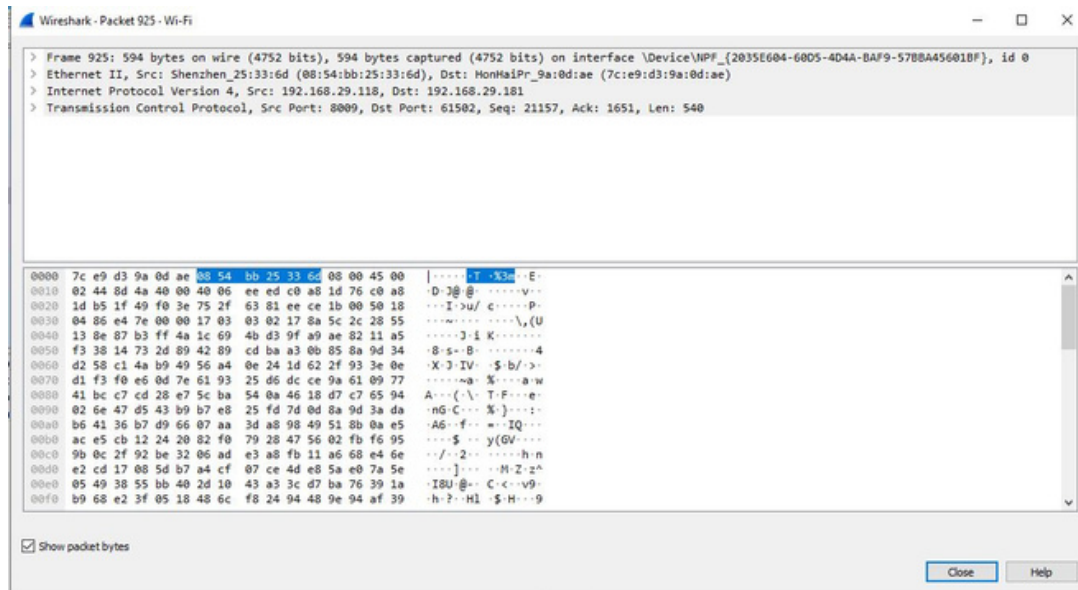 Wireshark · Packet 925 · Wi-Fi
> Frame 925: 594 bytes on wire (4752 bits), 594 bytes captured (4752 bits) on interface \Device\NPF_{2035E604-60D5-4D4A-BAF9-57BBA45601BF}, id 0
> Ethernet II, Src: Shenzhen_25:33:6d (08:54:bb:25:33:6d), Dst: HonHaiPr_9a:0d:ae (7c:e9:d3:9a:0d:ae)
> Internet Protocol Version 4, Src: 192.168.29.118, Dst: 192.168.29.181
> Transmission Control Protocol, Src Port: 8009, Dst Port: 61502, Seq: 21157, Ack: 1651, Len: 540
0000 7c e9 d3 9a 0d ae 08 54 bb 25 33 6d 08 00 45 00 |·····T·%3m··E·
0010 02 44 8d 4a 40 00 40 06 ee ed c0 a8 1d 76 c0 a8 ·D·J@·@······v··
0020 1d b5 1f 49 f0 3e 75 2f 63 81 ee ce 1b 00 50 18 ···I·>u/c·····P·
0030 04 86 e4 7e 00 00 17 03 03 02 17 8a 5c 2c 28 55 ···~········\,(U
0040 13 8e 87 b3 ff 4a 1c 69 4b d3 9f a9 ae 82 11 a5 ·····J·iK·······
0050 f3 38 14 73 2d 89 42 89 cd ba a3 0b 85 8a 9d 34 ·8·s-·B········4
0060 d2 58 c1 4a b9 49 56 a4 0e 24 1d 62 2f 93 3e 0e ·X·J·IV··$·b/·>·
0070 d1 f3 f0 e6 0d 7e 61 93 25 d6 dc ce 9a 61 09 77 ·····~a·%····a·w
0080 41 bc c7 cd 28 e7 5c ba 54 0a 46 18 d7 c7 65 94 A···(·\·T·F···e·
0090 02 6e 47 d5 43 b9 b7 e8 25 fd 7d 0d 8a 9d 3a da ·nG·C···%·}···:·
00a0 b6 41 36 b7 d9 66 07 aa 3d a8 98 49 51 8b 0a e5 ·A6··f··=··IQ···
00b0 ac e5 cb 12 24 20 82 f0 79 28 47 56 02 fb f6 95 ····$ ··y(GV····
00c0 9b 0c 2f 92 be 32 06 ad e3 a8 fb 11 a6 68 e4 6e ··/··2·······h·n
00d0 e2 cd 17 08 5d b7 a4 cf 07 ce 4d e8 5a e0 7a 5e ····]·····M·Z·z^
00e0 05 49 38 55 bb 40 2d 10 43 a3 3c d7 ba 76 39 1a ·I8U·@-·C·<··v9·
00f0 b9 68 e2 3f 05 18 48 6c f8 24 94 48 9e 94 af 39 ·h·?··Hl·$·H···9
Show packet bytes
Close Help